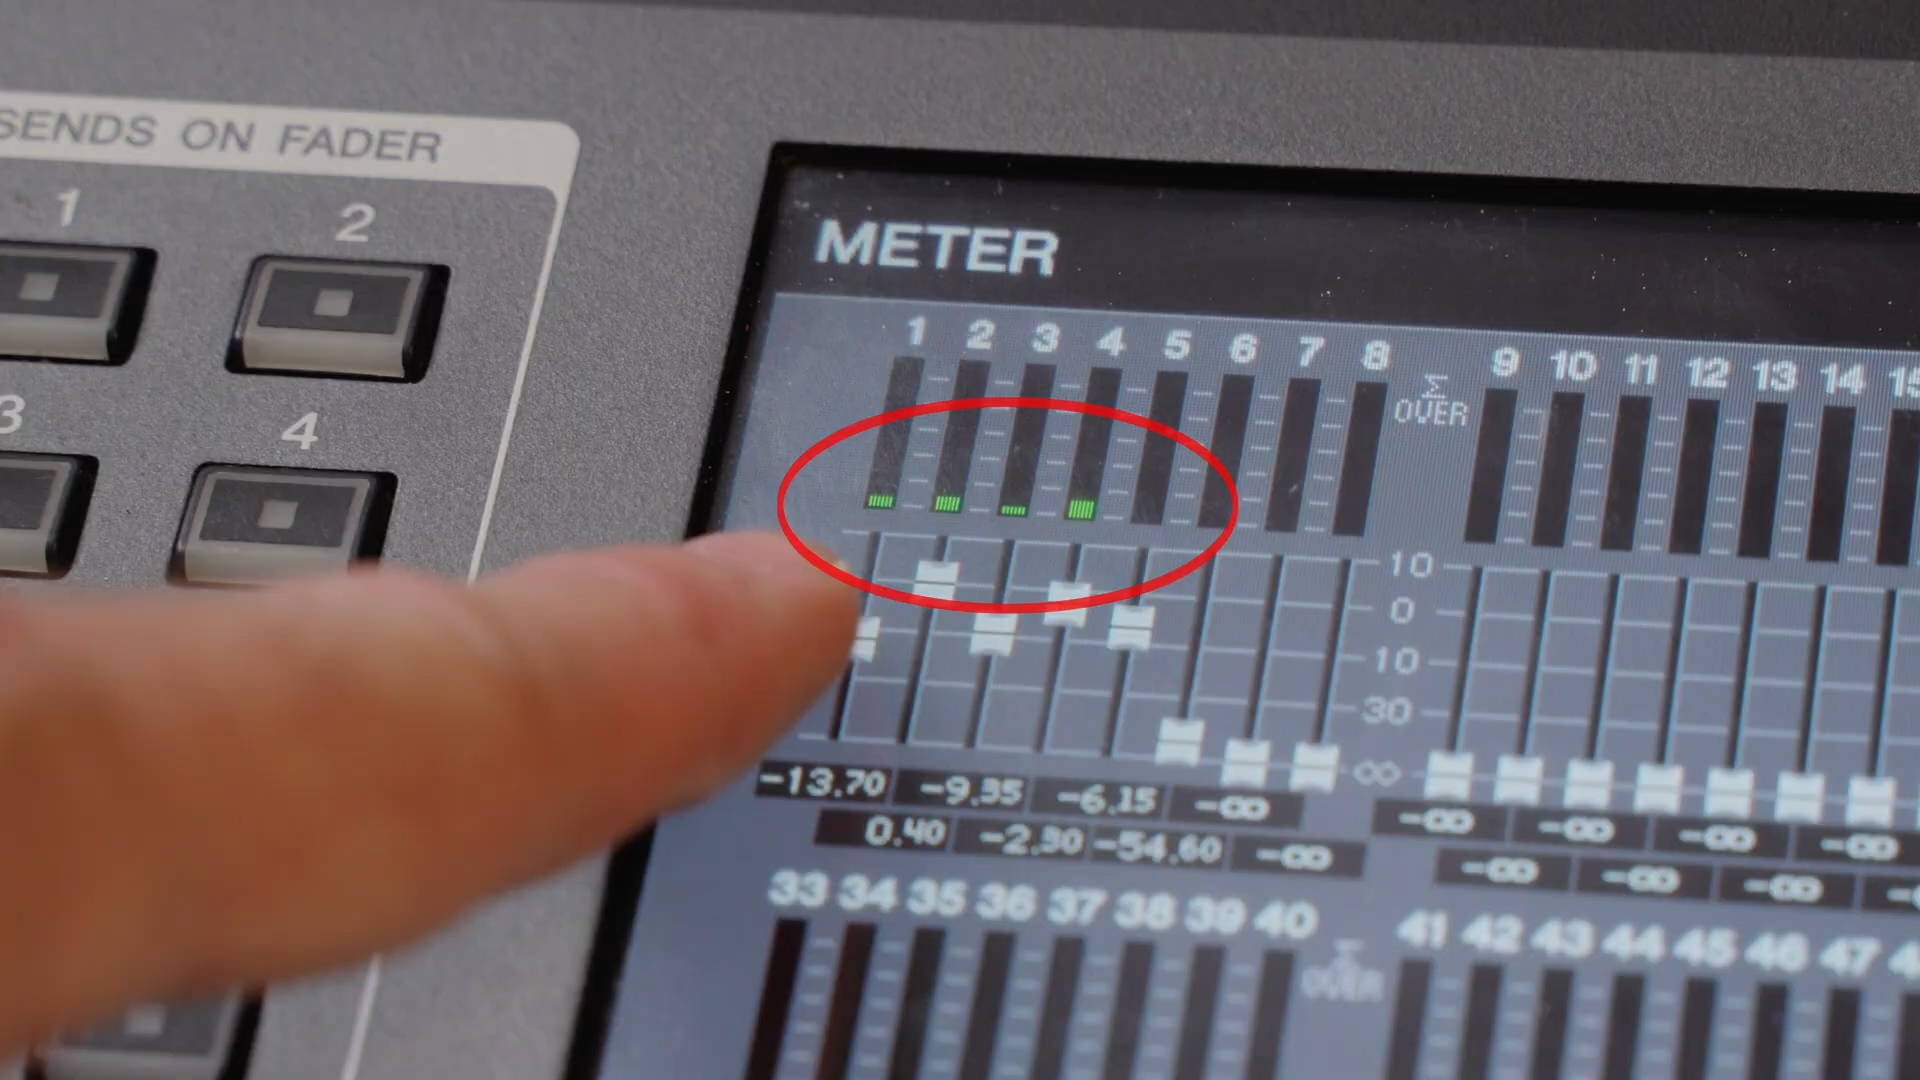 SENDS ON FADER
1 2
3 4
METER
1 2 3 4 5 6 7 8 Σ OVER 9 10 11 12 13 14 15
10
0
10
30
∞
-13.70 -9.35 -6.15 -∞ -∞ -∞ -∞ -∞
0.40 -2.30 -54.60 -∞ -∞ -∞ -∞
33 34 35 36 37 38 39 40 Σ OVER 41 42 43 44 45 46 47